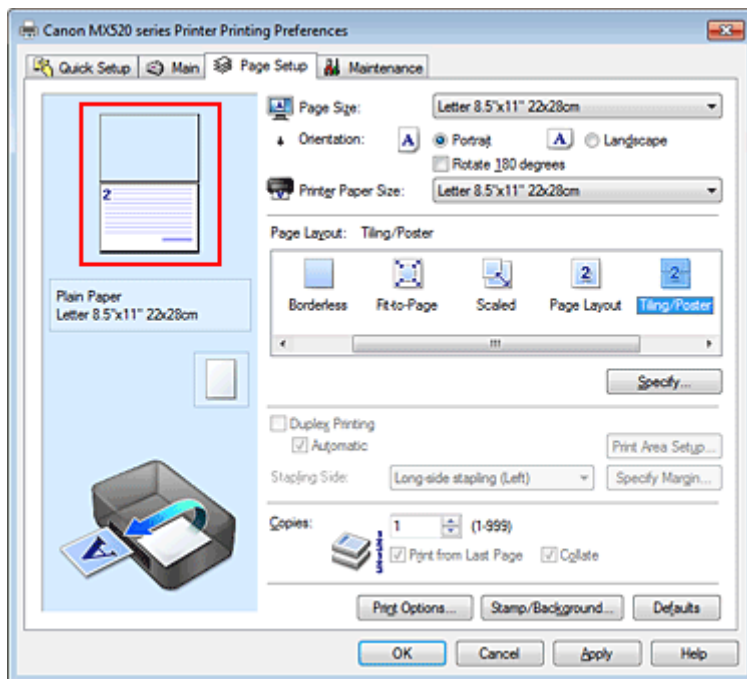 Canon MX520 series Printer Printing Preferences
Quick Setup Main Page Setup Maintenance
2
Plain Paper
Letter 8.5"x11" 22x28cm
A
Page Size: Letter 8.5"x11" 22x28cm
Orientation: A Portrait A Landscape
Rotate 180 degrees
Printer Paper Size: Letter 8.5"x11" 22x28cm
Page Layout: Tiling/Poster
2 2
Borderless Fit-to-Page Scaled Page Layout Tiling/Poster
Specify...
Duplex Printing
Automatic Print Area Setup...
Stapling Side: Long-side stapling (Left) Specify Margin...
Copies: 1 (1-999)
Print from Last Page Collate
Print Options... Stamp/Background... Defaults
OK Cancel Apply Help